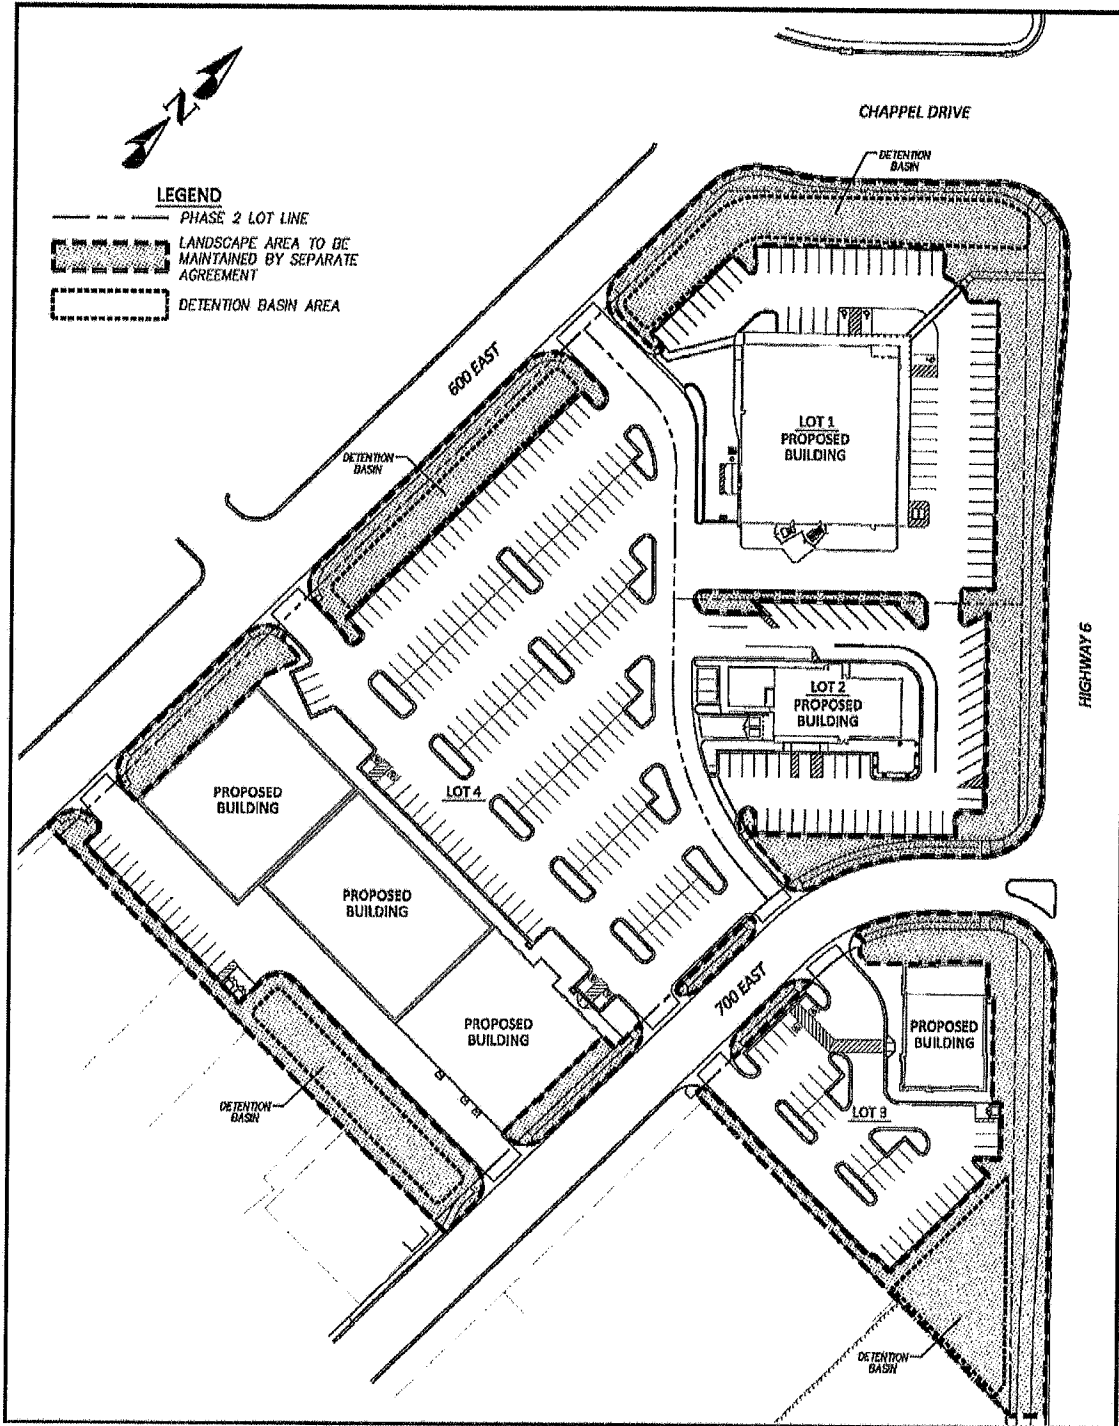 N
CHAPPEL DRIVE
DETENTION
BASIN
LEGEND
PHASE 2 LOT LINE
LANDSCAPE AREA TO BE
MAINTAINED BY SEPARATE
AGREEMENT
DETENTION BASIN AREA
600 EAST
LOT 1
PROPOSED
BUILDING
DETENTION
BASIN
HIGHWAY 6
LOT 2
PROPOSED
BUILDING
LOT 4
PROPOSED
BUILDING
PROPOSED
BUILDING
700 EAST
PROPOSED
BUILDING
PROPOSED
BUILDING
LOT 3
DETENTION
BASIN
DETENTION
BASIN